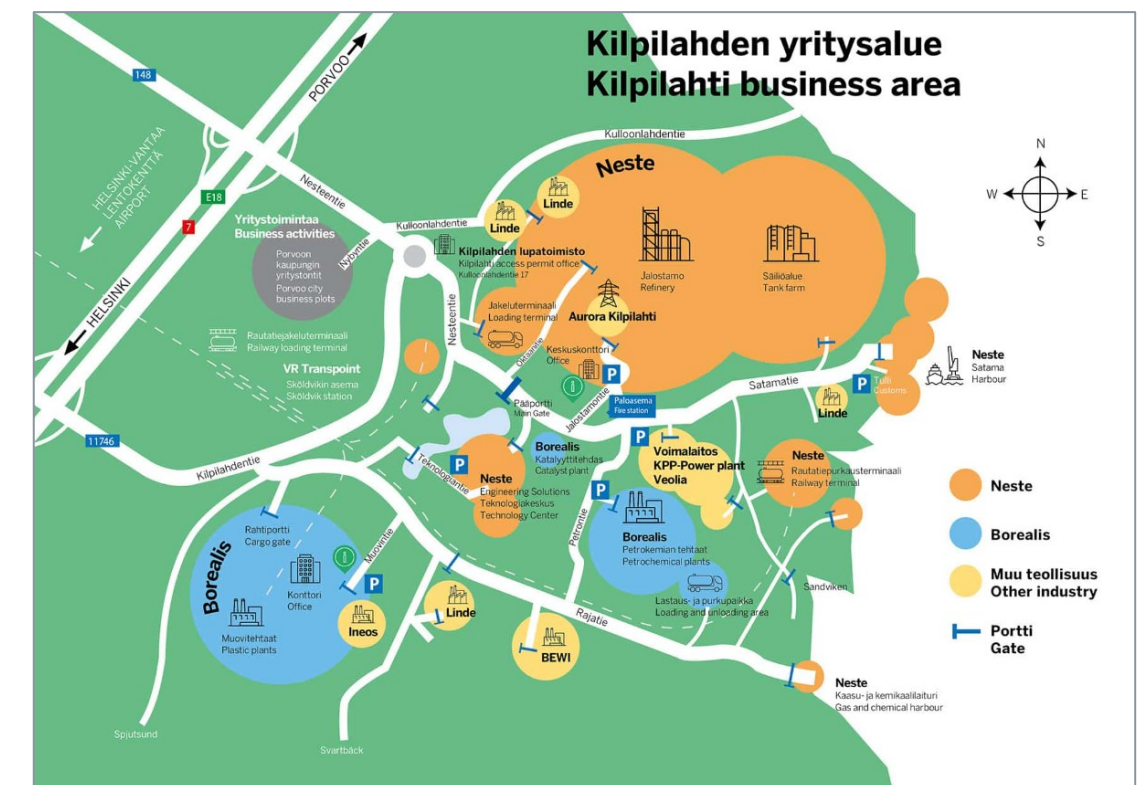 Kilpilahden yritysalue
Kilpilahti business area
148
PORVOO
HELSINKI-VANTAA
LENTOKENTTÄ
AIRPORT
E18
7
HELSINKI
Nesteentie
Kulloonlahdentie
Kulloonlahdentie
N
W
E
S
Neste
Linde
Linde
Yritystoimintaa
Business activities
Nybyntie
Porvoon
kaupungin
yritystontit
Porvoo city
business plots
Kilpilahden lupatoimisto
Kilpilahti access permit office
Kulloonlahdentie 17
Jalostamo
Refinery
Säiliöalue
Tank farm
Nesteentie
Jakeluterminaali
Loading terminal
Aurora Kilpilahti
Rautatiejakeluterminaali
Railway loading terminal
VR Transpoint
Sköldvikin asema
Sköldvik station
Keskuskonttori
Office
P
Neste
Satama
Harbour
Satamatie
P
Tulli
Customs
Linde
Pääportti
Main Gate
Jalostamontie
Paloasema
Fire station
P
11746
Kilpilahdentie
Teknologiantie
P
Neste
Engineering Solutions
Teknologiakeskus
Technology Center
Borealis
Katalyyttitehdas
Catalyst plant
Voimalaitos
KPP-Power plant
Veolia
Neste
Rautatiepurkausterminaali
Railway terminal
P
Petrontie
Borealis
Petrokemian tehtaat
Petrochemical plants
Lastaus- ja purkupaikka
Loading and unloading area
Sandviken
Rahtiportti
Cargo gate
Borealis
Konttori
Office
Muovintie
P
Muovitehtaat
Plastic plants
Ineos
Linde
BEWI
Rajatie
Neste
Kaasu- ja kemikaalilaituri
Gas and chemical harbour
Spjutsund
Svartbäck
Neste
Borealis
Muu teollisuus
Other industry
Portti
Gate